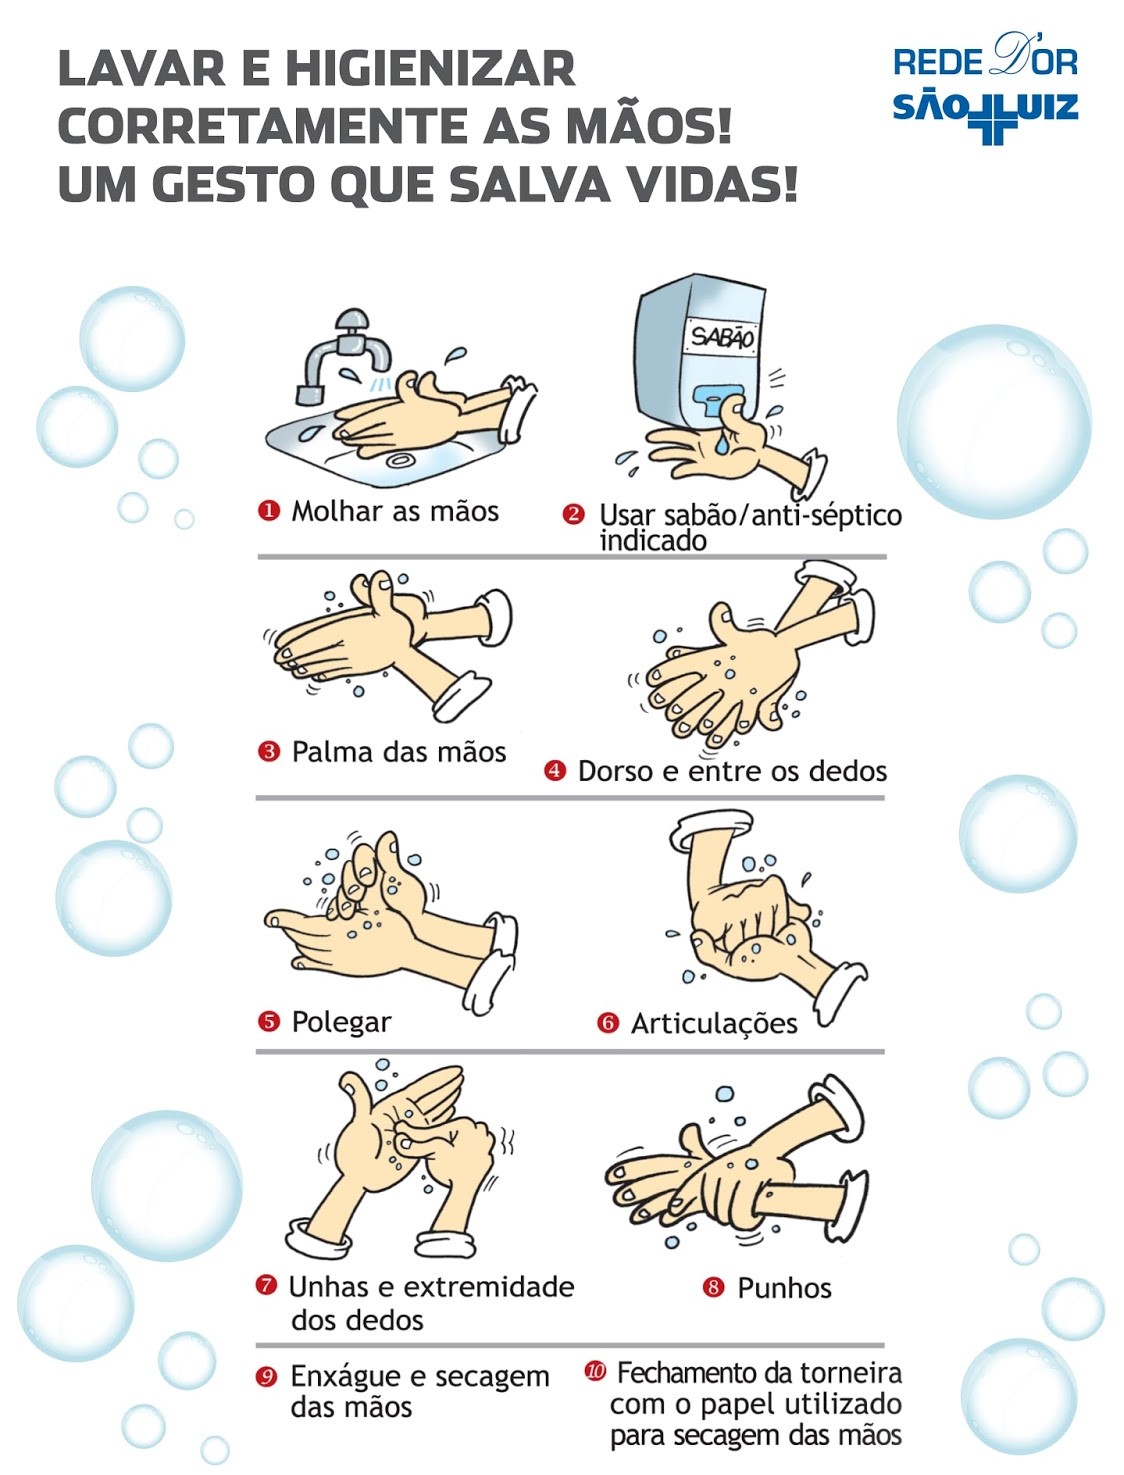 LAVAR E HIGIENIZAR
CORRETAMENTE AS MÃOS!
UM GESTO QUE SALVA VIDAS!
REDE D'OR
SÃO LUIZ
SABÃO
1 Molhar as mãos
2 Usar sabão/anti-séptico
indicado
3 Palma das mãos
4 Dorso e entre os dedos
5 Polegar
6 Articulações
7 Unhas e extremidade
dos dedos
8 Punhos
9 Enxágue e secagem
das mãos
10 Fechamento da torneira
com o papel utilizado
para secagem das mãos